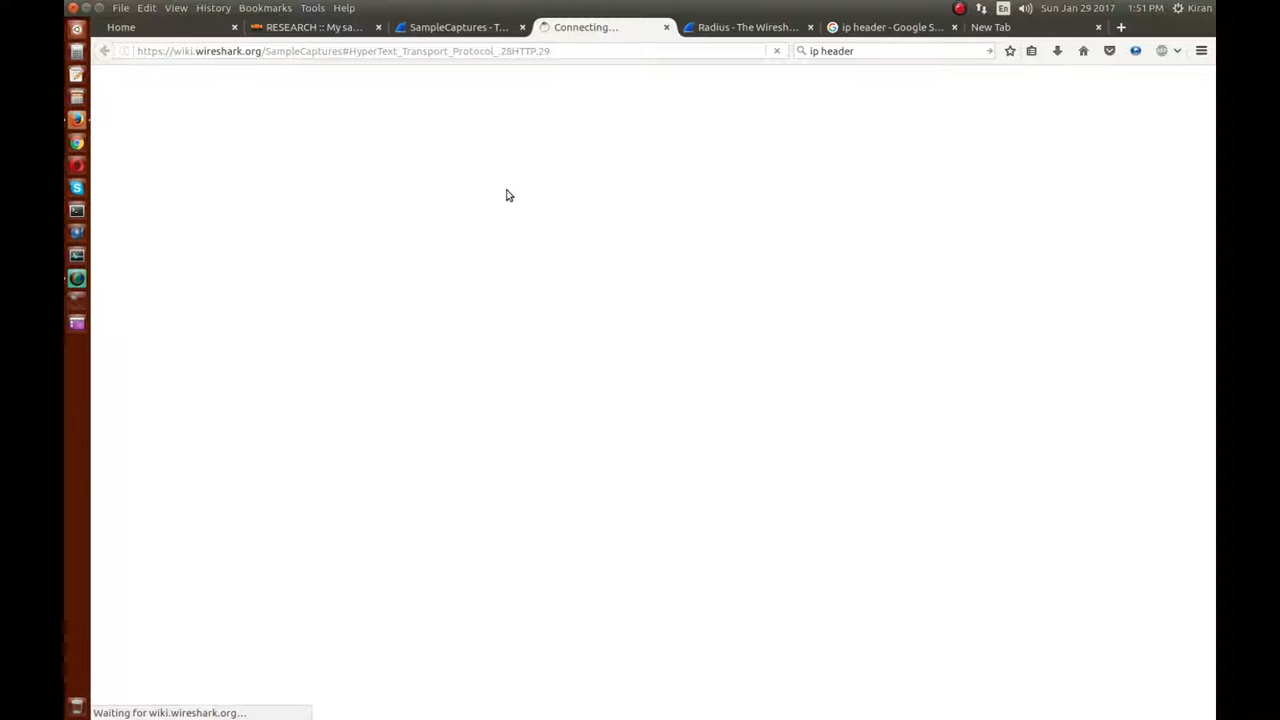 File Edit View History Bookmarks Tools Help
En
Sun Jan 29 2017 1:51 PM Kiran
Home
RESEARCH :: My sa...
SampleCaptures - T...
Connecting...
Radius - The Wiresh...
ip header - Google S...
New Tab
https://wiki.wireshark.org/SampleCaptures#HyperText_Transport_Protocol_.28HTTP.29
ip header
Waiting for wiki.wireshark.org...